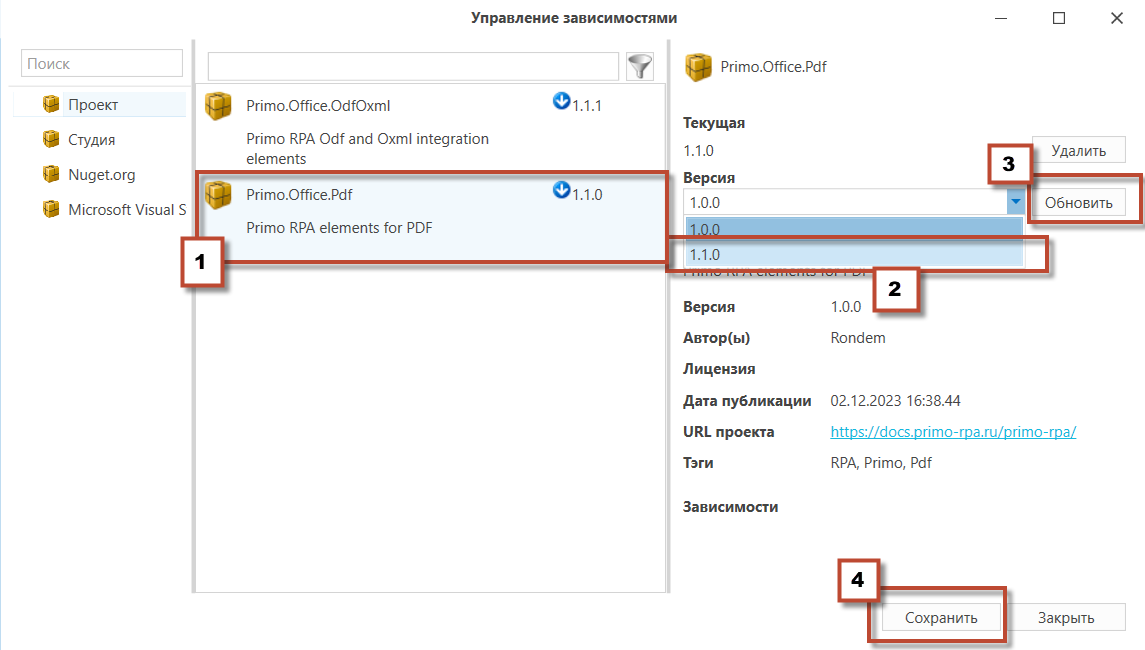 Управление зависимостями
Поиск
Проект
Студия
Nuget.org
Microsoft Visual S
Primo.Office.OdfOxml
1.1.1
Primo RPA Odf and Oxml integration
elements
Primo.Office.Pdf
1.1.0
Primo RPA elements for PDF
1
Primo.Office.Pdf
Текущая
1.1.0
Удалить
3
Версия
1.0.0
Обновить
1.0.0
1.1.0
Primo RPA elements for PDF
2
Версия
1.0.0
Автор(ы)
Rondem
Лицензия
Дата публикации
02.12.2023 16:38.44
URL проекта
https://docs.primo-rpa.ru/primo-rpa/
Тэги
RPA, Primo, Pdf
Зависимости
4
Сохранить
Закрыть